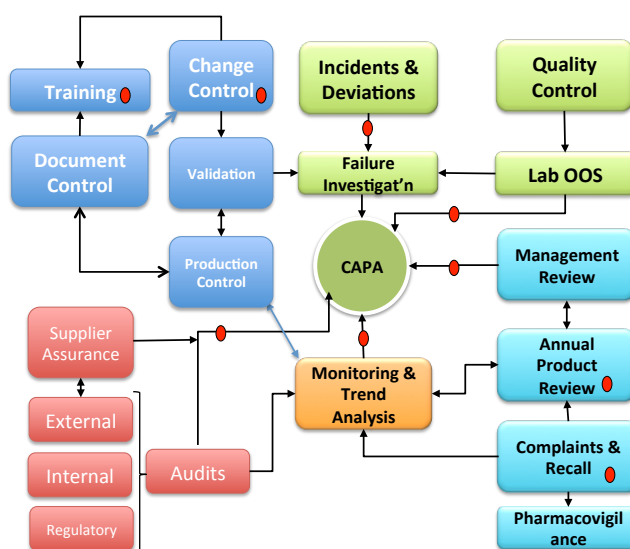 Training
Change
Control
Incidents &
Deviations
Quality
Control
Document
Control
Validation
Failure
Investigat'n
Lab OOS
Production
Control
CAPA
Management
Review
Supplier
Assurance
Monitoring &
Trend
Analysis
Annual
Product
Review
External
Internal
Audits
Regulatory
Complaints &
Recall
Pharmacovigil
ance